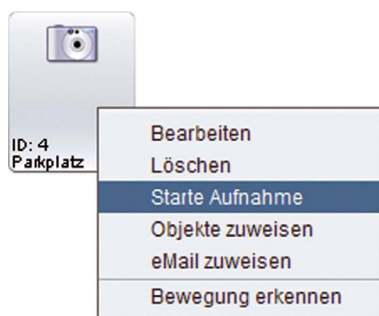 ID: 4
Parkplatz
Bearbeiten
Löschen
Starte Aufnahme
Objekte zuweisen
eMail zuweisen
Bewegung erkennen